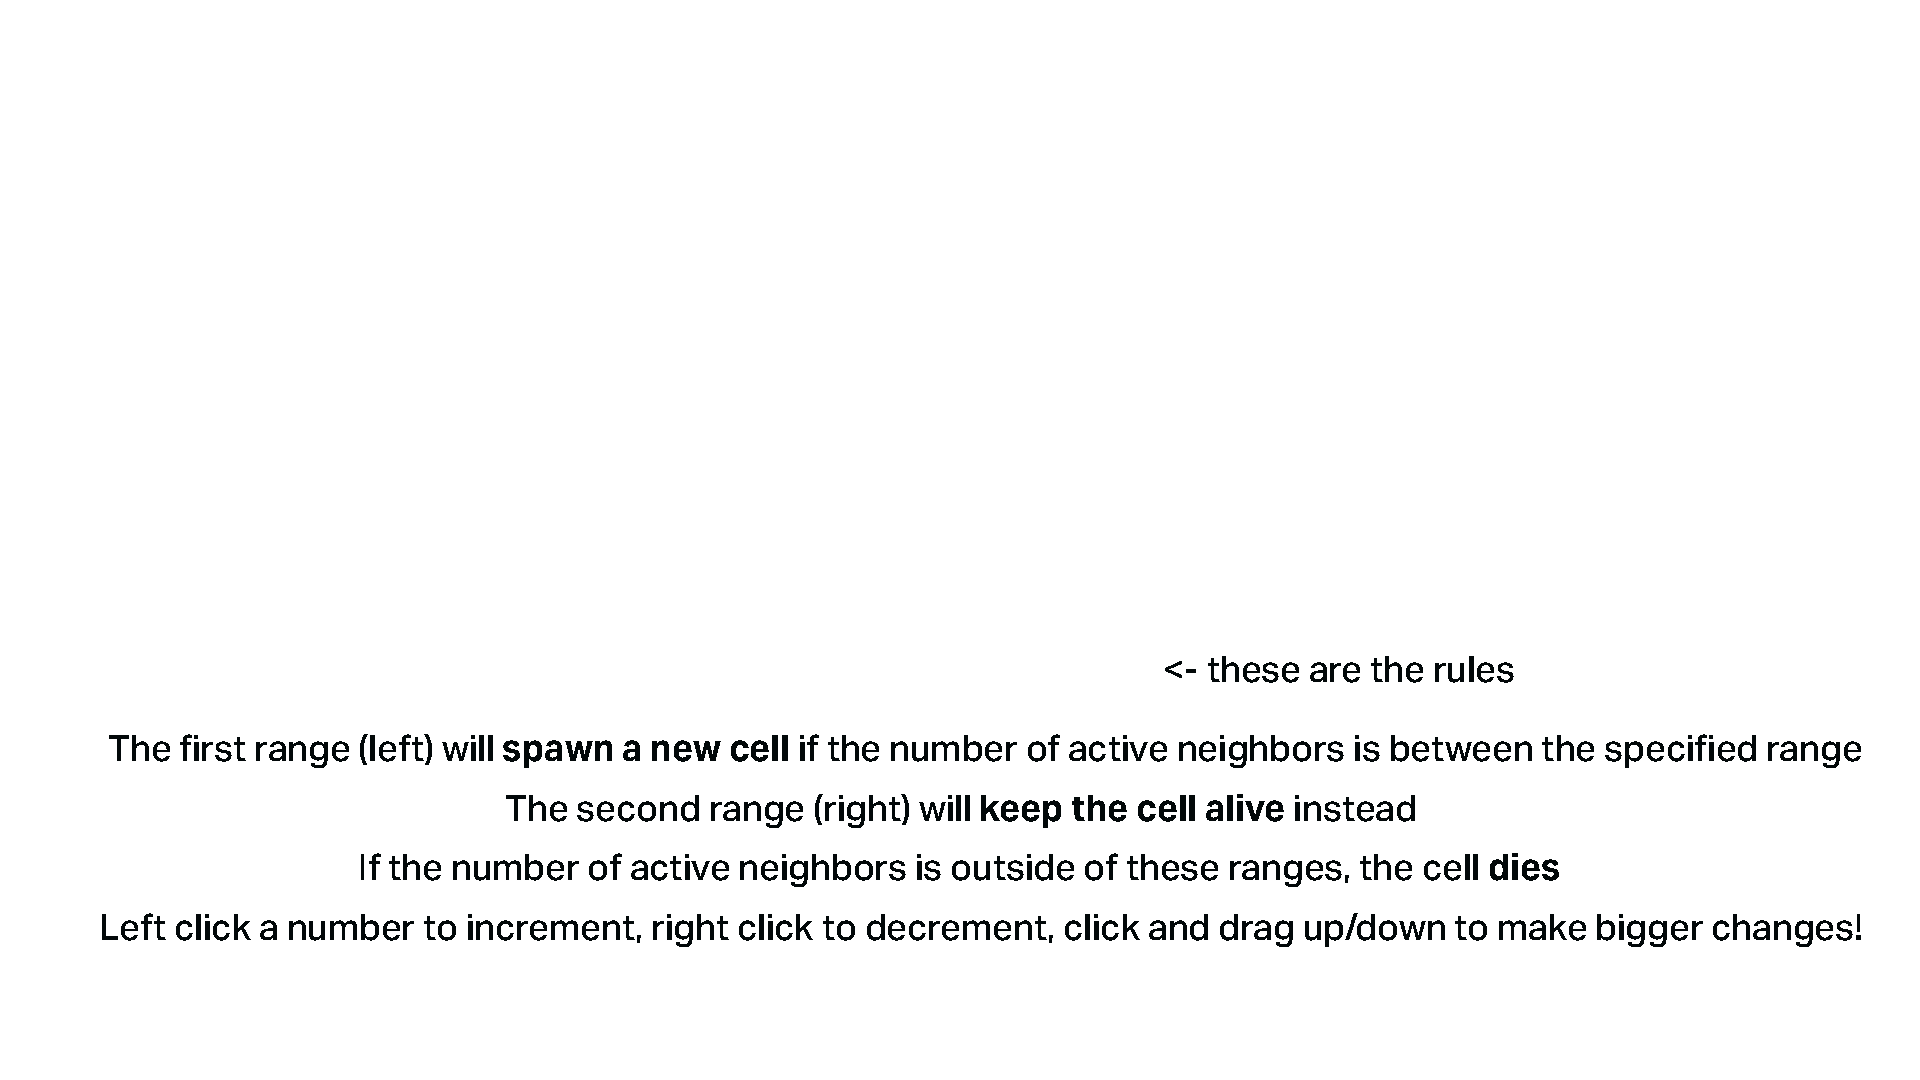 <- these are the rules
The first range (left) will spawn a new cell if the number of active neighbors is between the specified range
The second range (right) will keep the cell alive instead
If the number of active neighbors is outside of these ranges, the cell dies
Left click a number to increment, right click to decrement, click and drag up/down to make bigger changes!